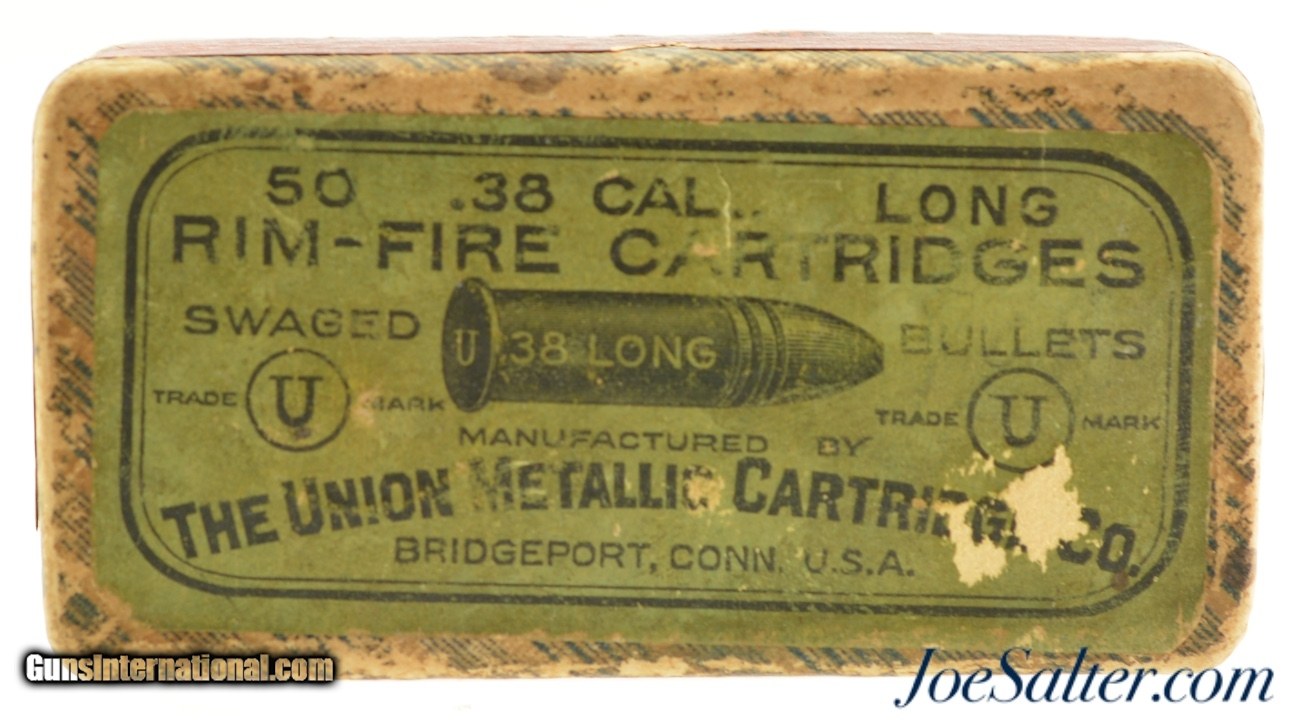 50 .38 CAL. LONG
RIM-FIRE CARTRIDGES
SWAGED BULLETS
U .38 LONG
TRADE U MARK
TRADE U MARK
MANUFACTURED BY
THE UNION METALLIC CARTRIDGE CO.
BRIDGEPORT, CONN. U.S.A.
GunsInternational.com
JoeSalter.com